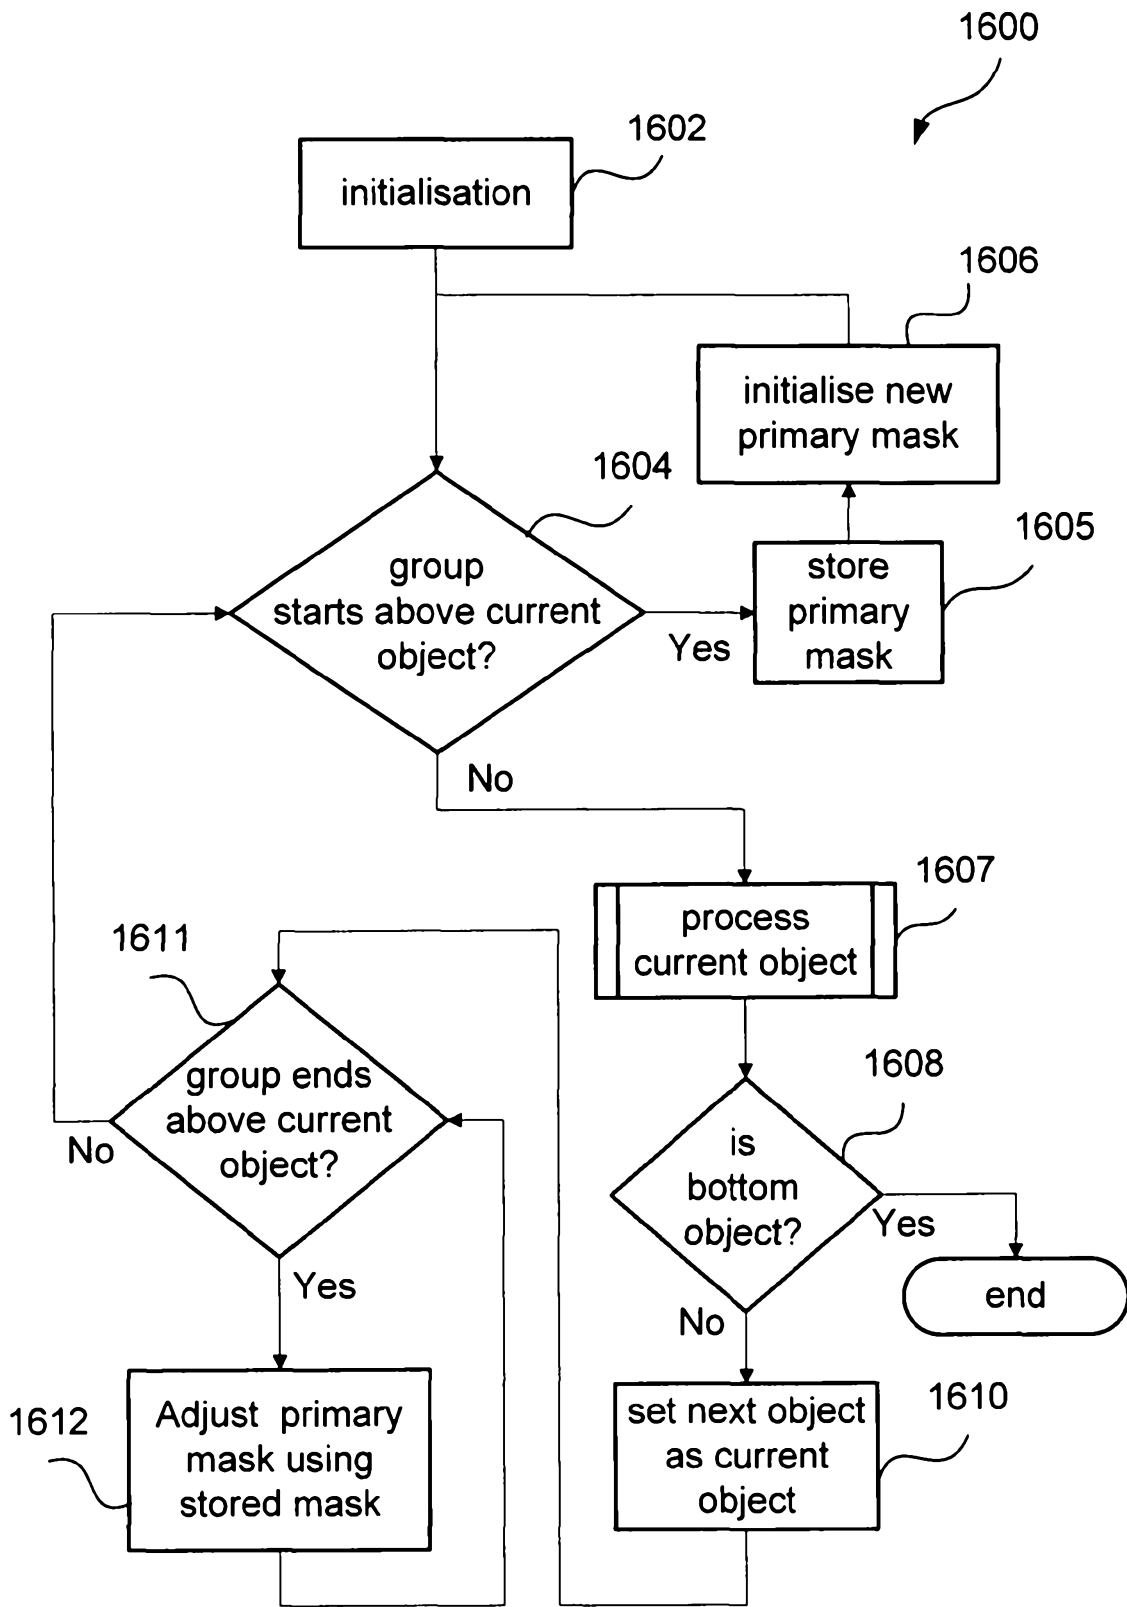 1600
1602
initialisation
1606
initialise new
primary mask
1604
1605
group
starts above current
object?
Yes
store
primary
mask
No
1607
process
current object
1611
group ends
above current
object?
No
Yes
1608
is
bottom
object?
Yes
end
No
1612
Adjust primary
mask using
stored mask
1610
set next object
as current
object